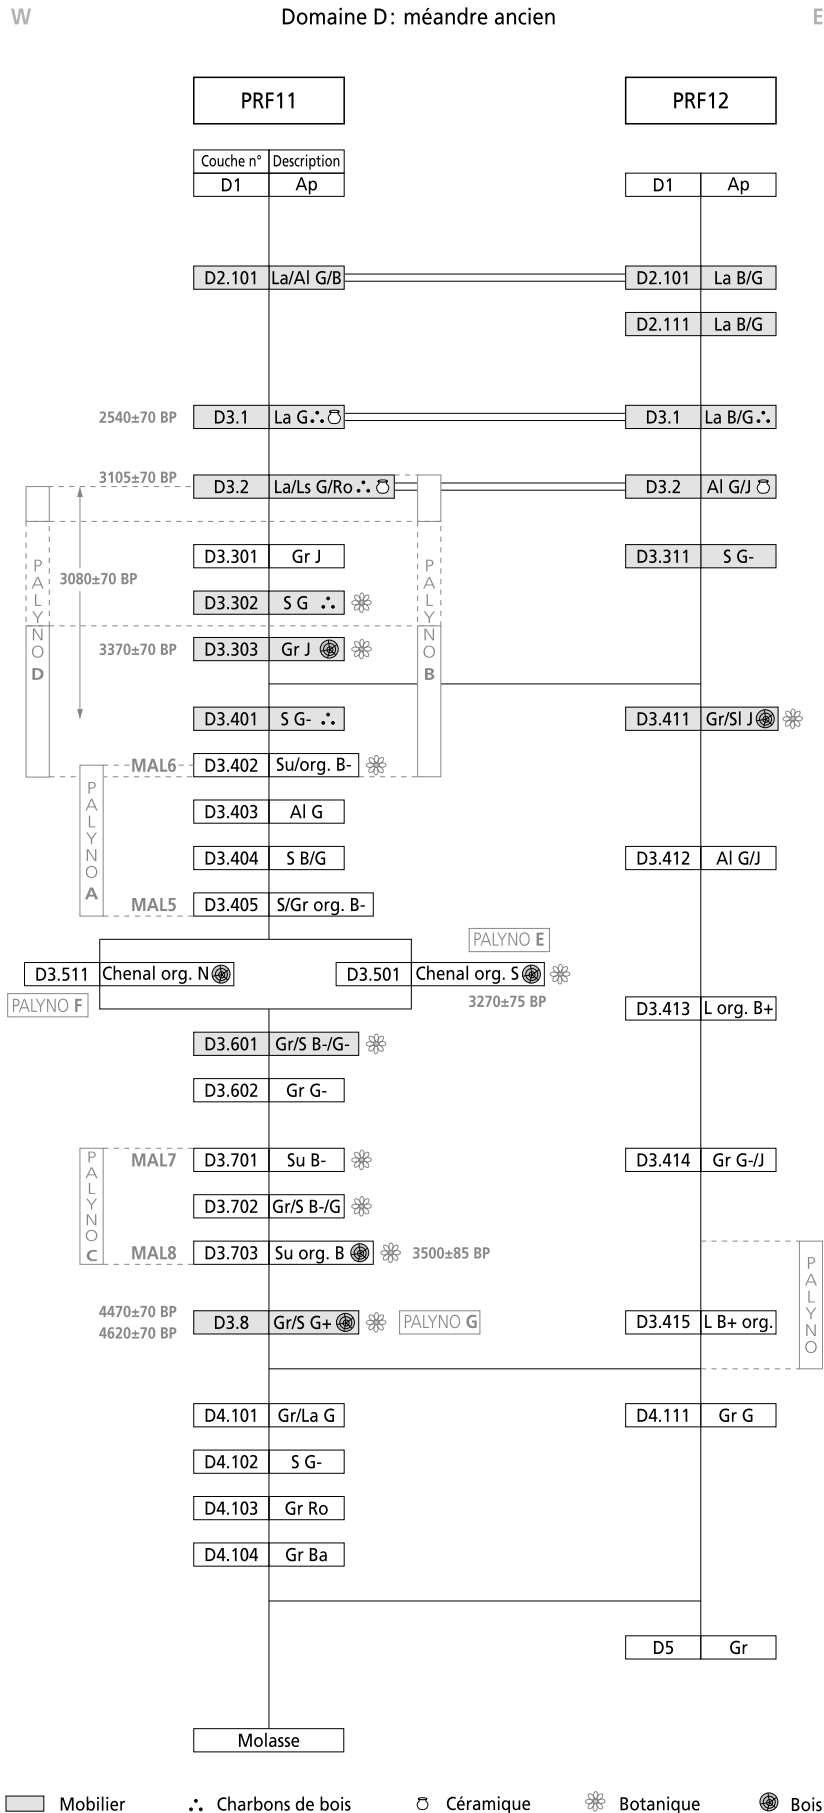 W Domaine D: méandre ancien E
PRF11 PRF12
Couche n° Description
D1 Ap D1 Ap
D2.101 La/Al G/B D2.101 La B/G
D2.111 La B/G
2540±70 BP D3.1 La G D3.1 La B/G
3105±70 BP
D3.2 La/Ls G/Ro D3.2 Al G/J
D3.301 Gr J D3.311 S G-
PALYNO D
3080±70 BP
PALYNO B
D3.302 S G
3370±70 BP D3.303 Gr J
D3.401 S G- D3.411 Gr/Sl J
MAL6 D3.402 Su/org. B-
PALYNO A
D3.403 Al G
D3.404 S B/G D3.412 Al G/J
MAL5 D3.405 S/Gr org. B-
PALYNO E
D3.511 Chenal org. N D3.501 Chenal org. S
PALYNO F 3270±75 BP
D3.413 L org. B+
D3.601 Gr/S B-/G-
D3.602 Gr G-
PALYNO C
MAL7 D3.701 Su B- D3.414 Gr G-/J
D3.702 Gr/S B-/G
MAL8 D3.703 Su org. B 3500±85 BP
PALYNO
4470±70 BP
4620±70 BP
D3.8 Gr/S G+ PALYNO G D3.415 L B+ org.
D4.101 Gr/La G D4.111 Gr G
D4.102 S G-
D4.103 Gr Ro
D4.104 Gr Ba
D5 Gr
Molasse
Mobilier Charbons de bois Céramique Botanique Bois